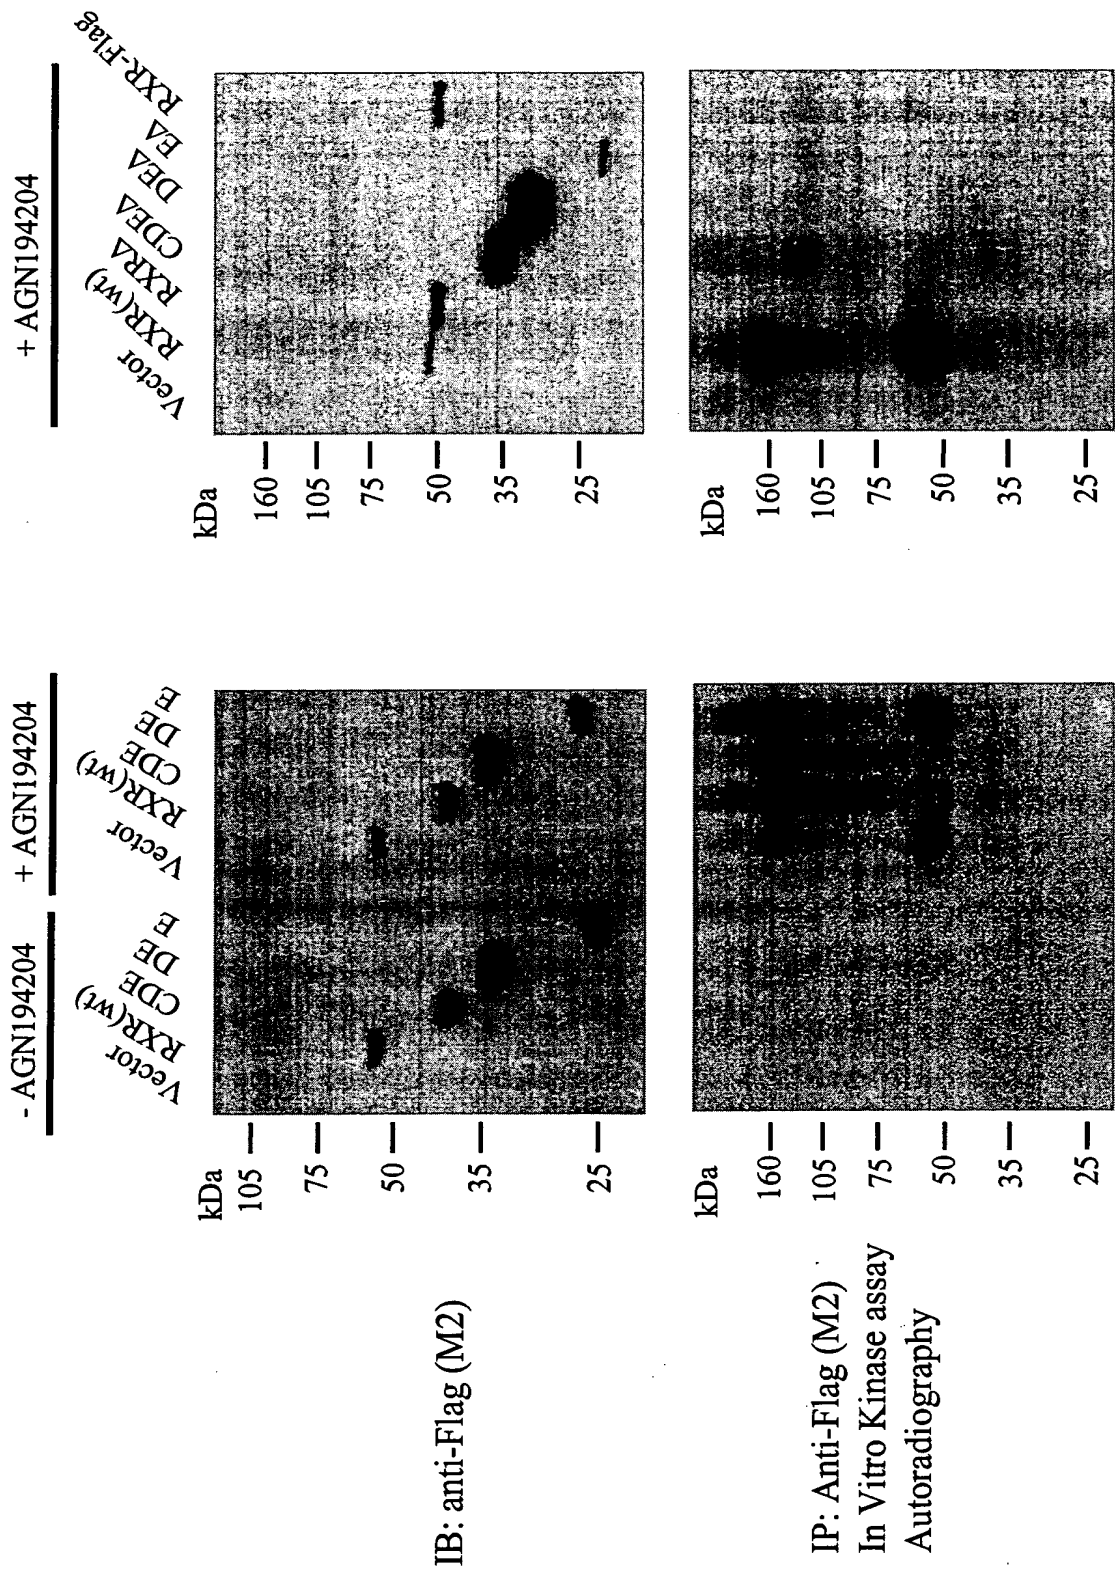 - AGN194204
+ AGN194204
+ AGN194204
Vector
RXR(wt)
CDE
DE
E
Vector
RXR(wt)
CDE
DE
E
Vector
RXR(wt)
RXRΔ
CDEΔ
DEΔ
EΔ
RXR-Flag
IB: anti-Flag (M2)
kDa
105
75
50
35
25
kDa
160
105
75
50
35
25
IP: Anti-Flag (M2)
In Vitro Kinase assay
Autoradiography
kDa
160
105
75
50
35
25
kDa
160
105
75
50
35
25